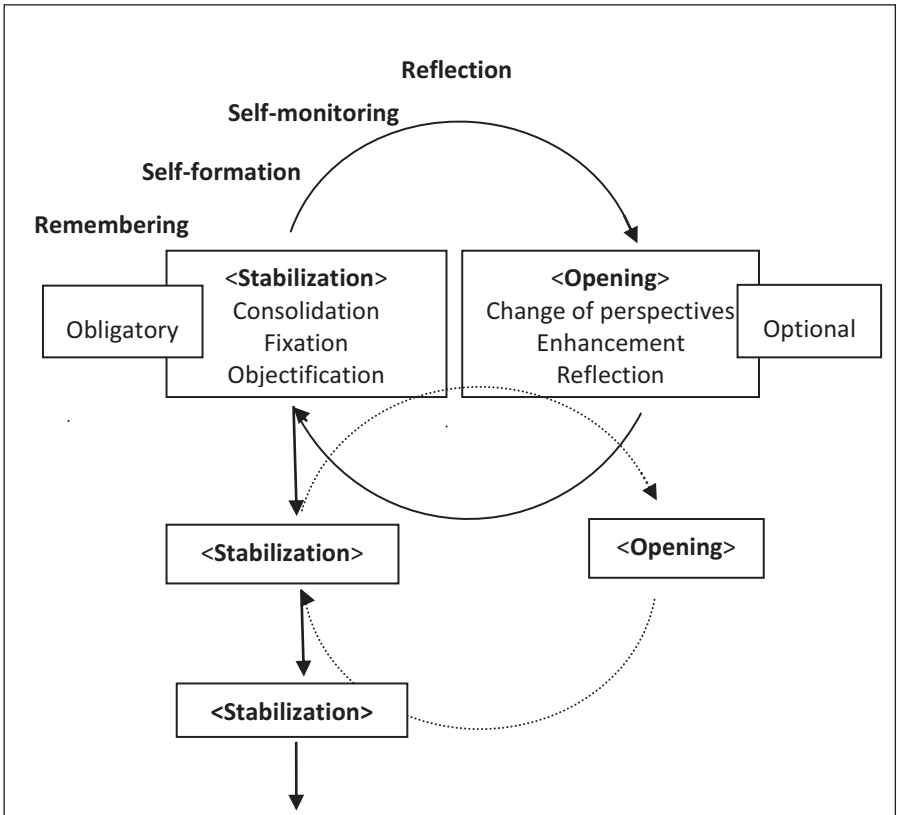 Reflection
Self-monitoring
Self-formation
Remembering
<Stabilization>
Consolidation
Fixation
Objectification
Obligatory
<Opening>
Change of perspectives
Enhancement
Reflection
Optional
<Stabilization>
<Opening>
<Stabilization>